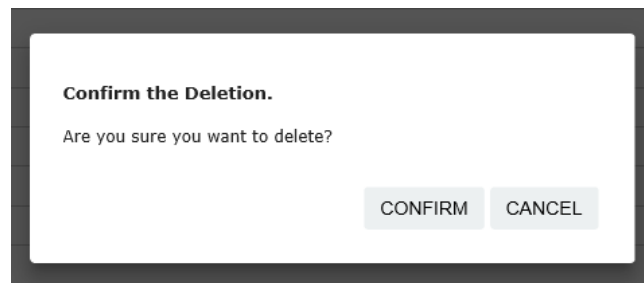 Confirm the Deletion.
Are you sure you want to delete?
CONFIRM CANCEL